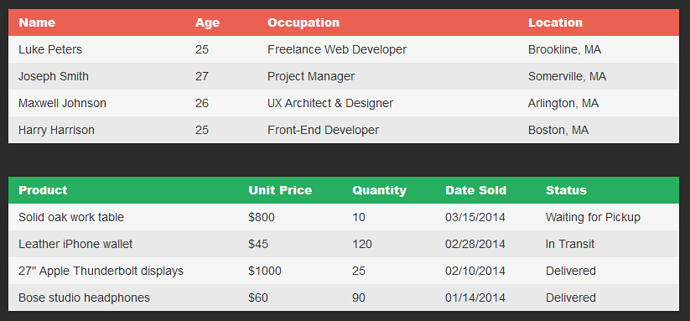 Name Age Occupation Location
Luke Peters 25 Freelance Web Developer Brookline, MA
Joseph Smith 27 Project Manager Somerville, MA
Maxwell Johnson 26 UX Architect & Designer Arlington, MA
Harry Harrison 25 Front-End Developer Boston, MA
Product Unit Price Quantity Date Sold Status
Solid oak work table $800 10 03/15/2014 Waiting for Pickup
Leather iPhone wallet $45 120 02/28/2014 In Transit
27" Apple Thunderbolt displays $1000 25 02/10/2014 Delivered
Bose studio headphones $60 90 01/14/2014 Delivered